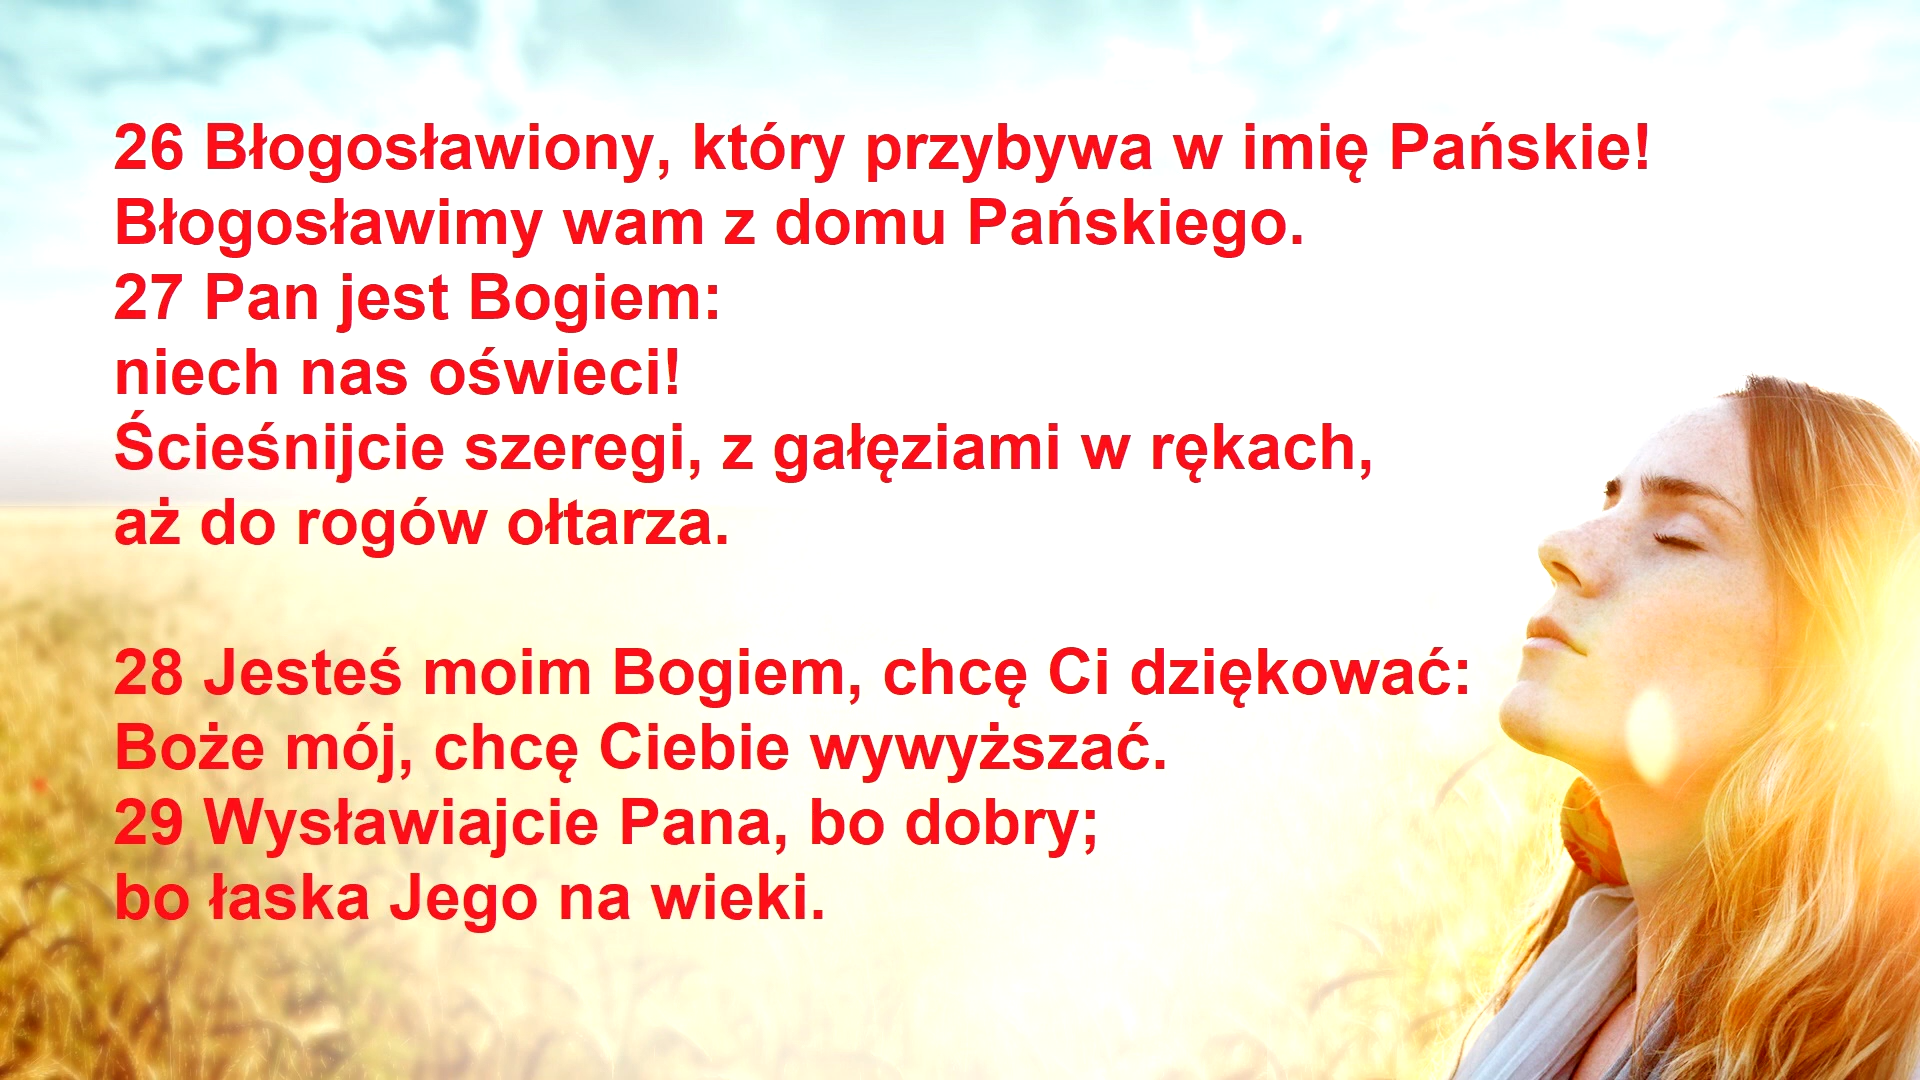 26 Błogosławiony, który przybywa w imię Pańskie!
Błogosławimy wam z domu Pańskiego.
27 Pan jest Bogiem:
niech nas oświeci!
Ścieśnijcie szeregi, z gałęziami w rękach,
aż do rogów ołtarza.
28 Jesteś moim Bogiem, chcę Ci dziękować:
Boże mój, chcę Ciebie wywyższać.
29 Wysławiajcie Pana, bo dobry;
bo łaska Jego na wieki.